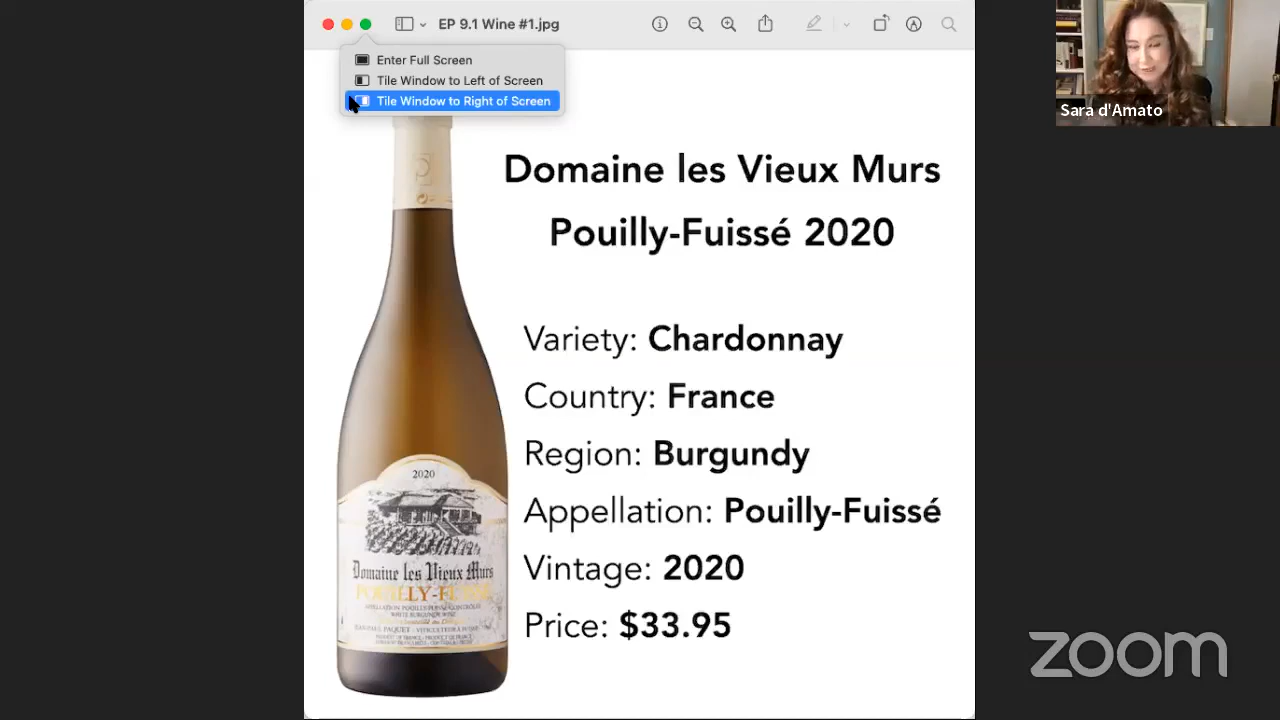 EP 9.1 Wine #1.jpg
Enter Full Screen
Tile Window to Left of Screen
Tile Window to Right of Screen
Sara d'Amato
Domaine les Vieux Murs
Pouilly-Fuissé 2020
Variety: Chardonnay
Country: France
Region: Burgundy
Appellation: Pouilly-Fuissé
Vintage: 2020
Price: $33.95
2020
Domaine les Vieux Murs
zoom